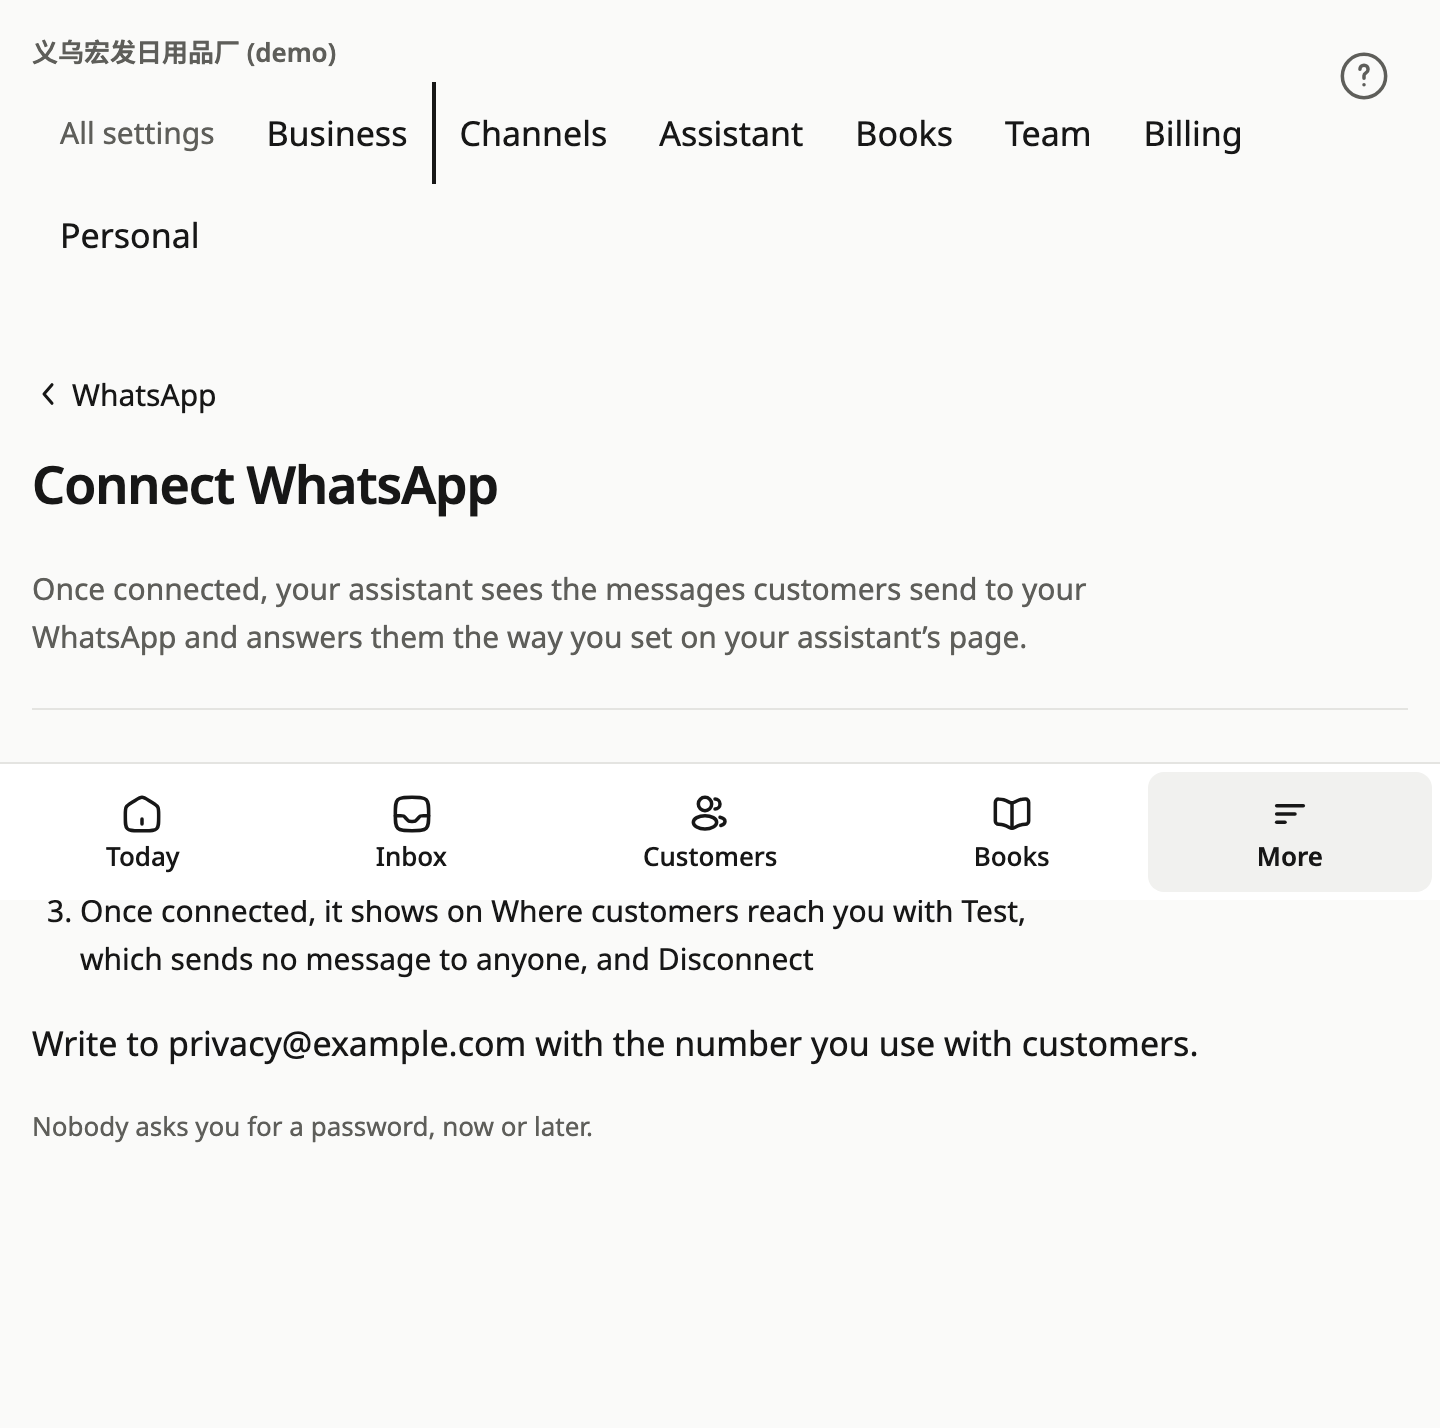 义乌宏发日用品厂 (demo)
All settings Business Channels Assistant Books Team Billing
Personal
WhatsApp
Connect WhatsApp
Once connected, your assistant sees the messages customers send to your
WhatsApp and answers them the way you set on your assistant’s page.
Today Inbox Customers Books More
3. Once connected, it shows on Where customers reach you with Test,
which sends no message to anyone, and Disconnect
Write to privacy@example.com with the number you use with customers.
Nobody asks you for a password, now or later.